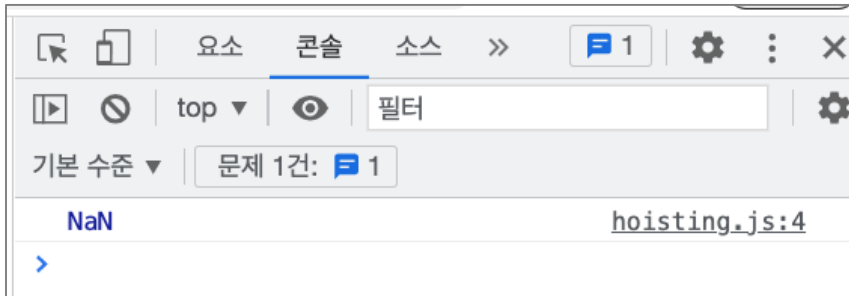 요소 콘솔 소스 » 1
top ▼ 필터
기본 수준 ▼ 문제 1건: 1
NaN hoisting.js:4
>